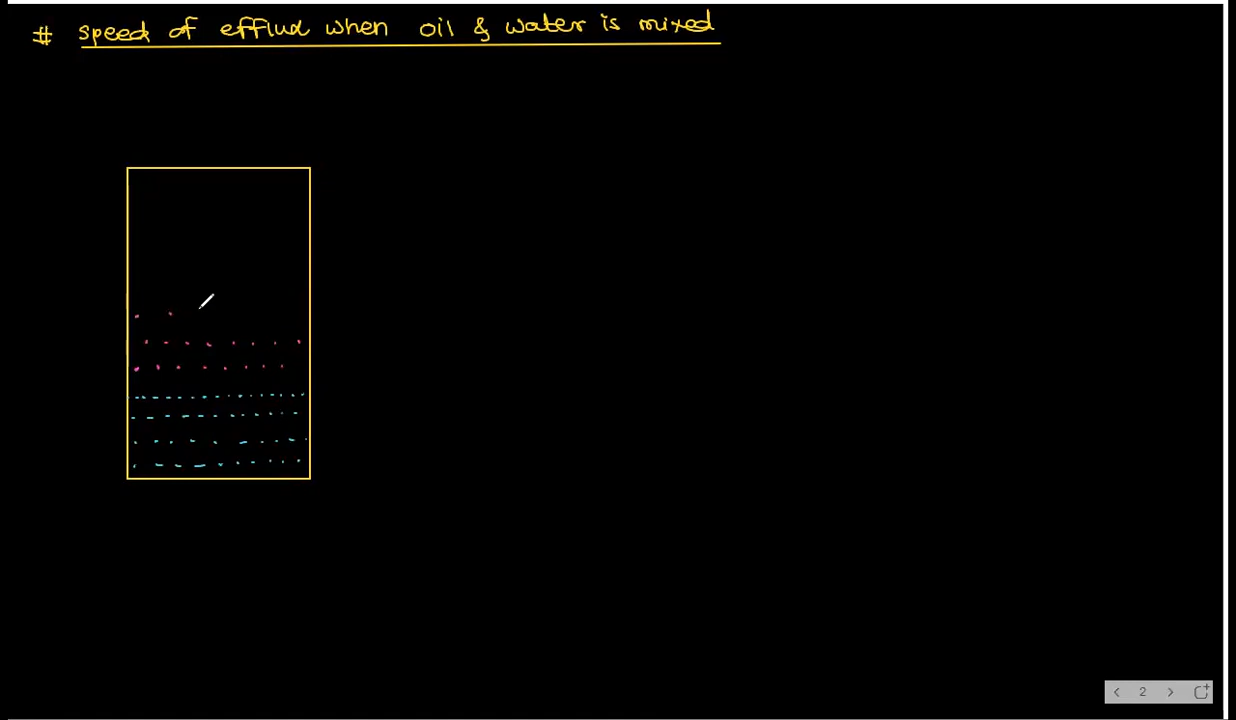 # speed of efflux when oil & water is mixed
2